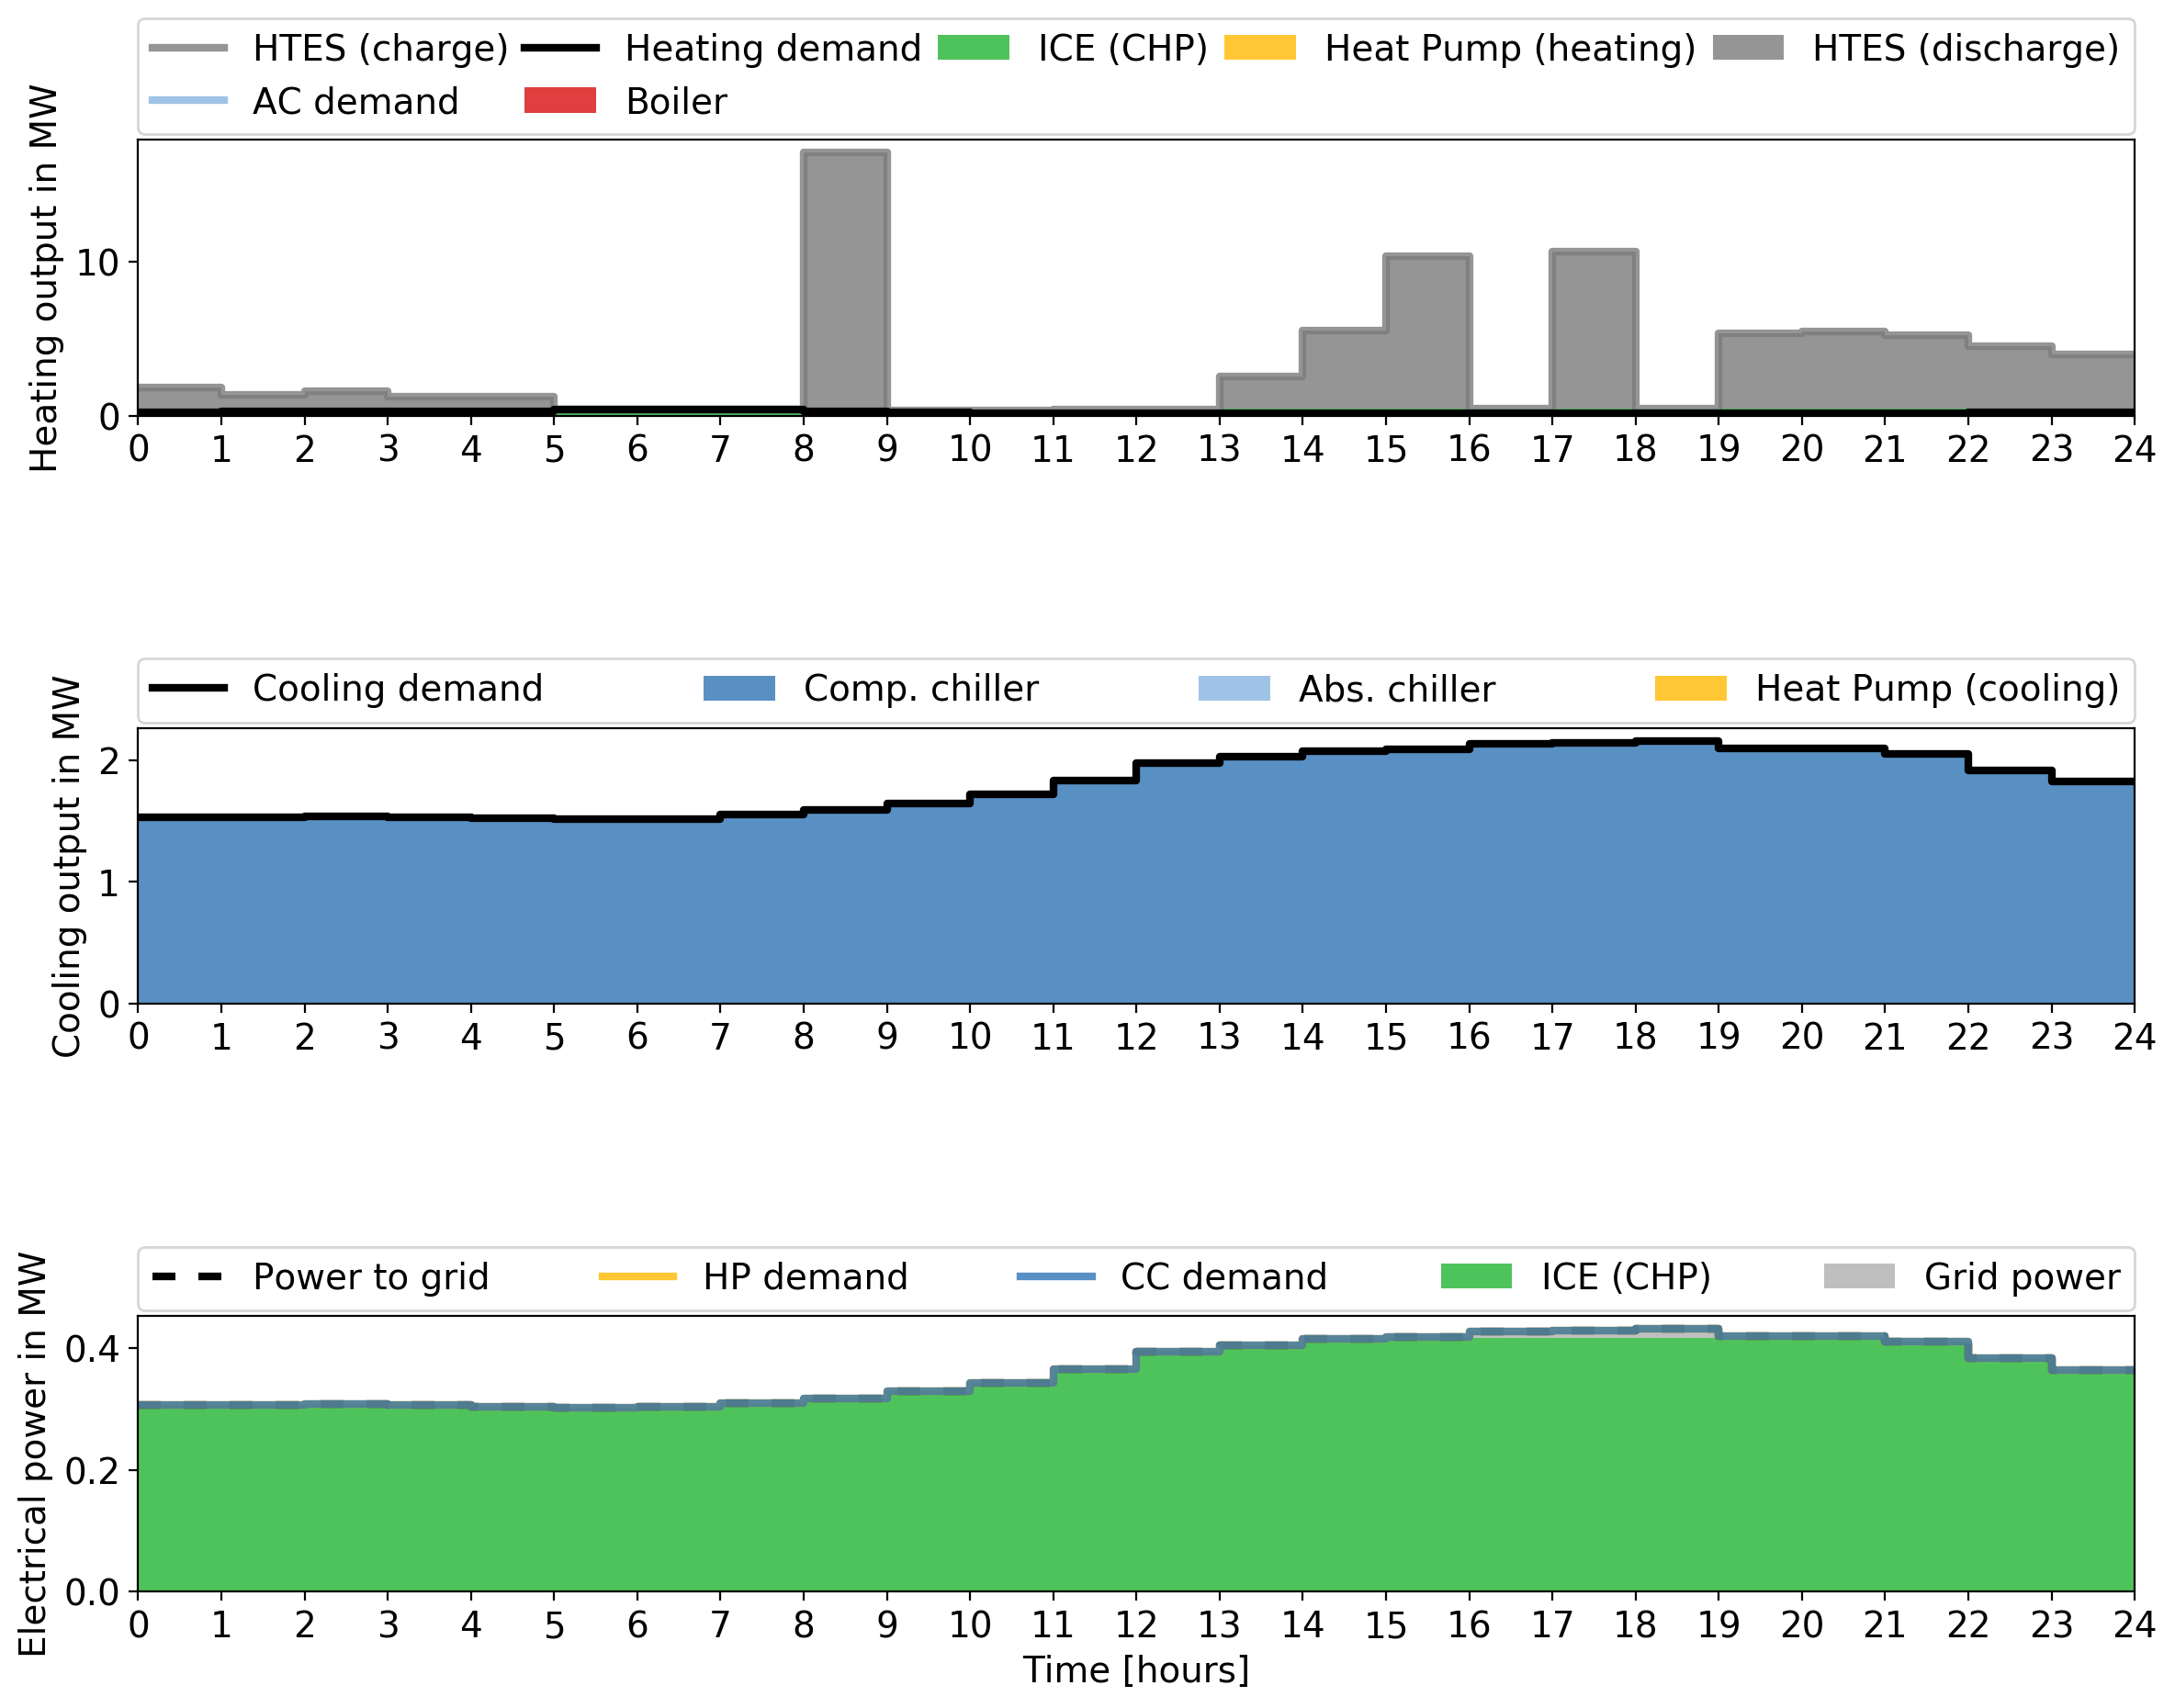 HTES (charge) Heating demand ICE (CHP) Heat Pump (heating) HTES (discharge)
AC demand Boiler
Heating output in MW
10
0
0 1 2 3 4 5 6 7 8 9 10 11 12 13 14 15 16 17 18 19 20 21 22 23 24
Cooling demand Comp. chiller Abs. chiller Heat Pump (cooling)
Cooling output in MW
2
1
0
0 1 2 3 4 5 6 7 8 9 10 11 12 13 14 15 16 17 18 19 20 21 22 23 24
Power to grid HP demand CC demand ICE (CHP) Grid power
Electrical power in MW
0.4
0.2
0.0
0 1 2 3 4 5 6 7 8 9 10 11 12 13 14 15 16 17 18 19 20 21 22 23 24
Time [hours]